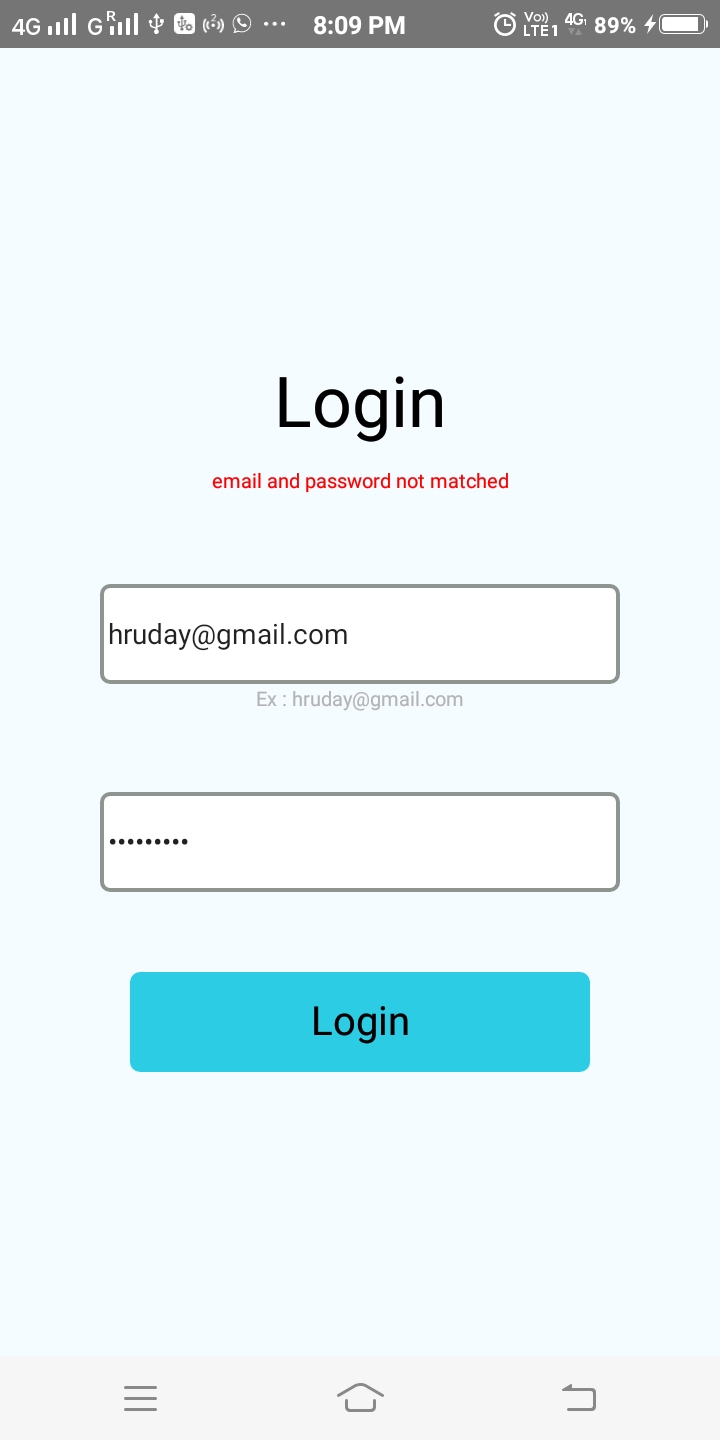 4G G R 2 ... 8:09 PM Vo)) LTE1 4G 89%
Login
email and password not matched
hruday@gmail.com
Ex : hruday@gmail.com
•••••••••
Login